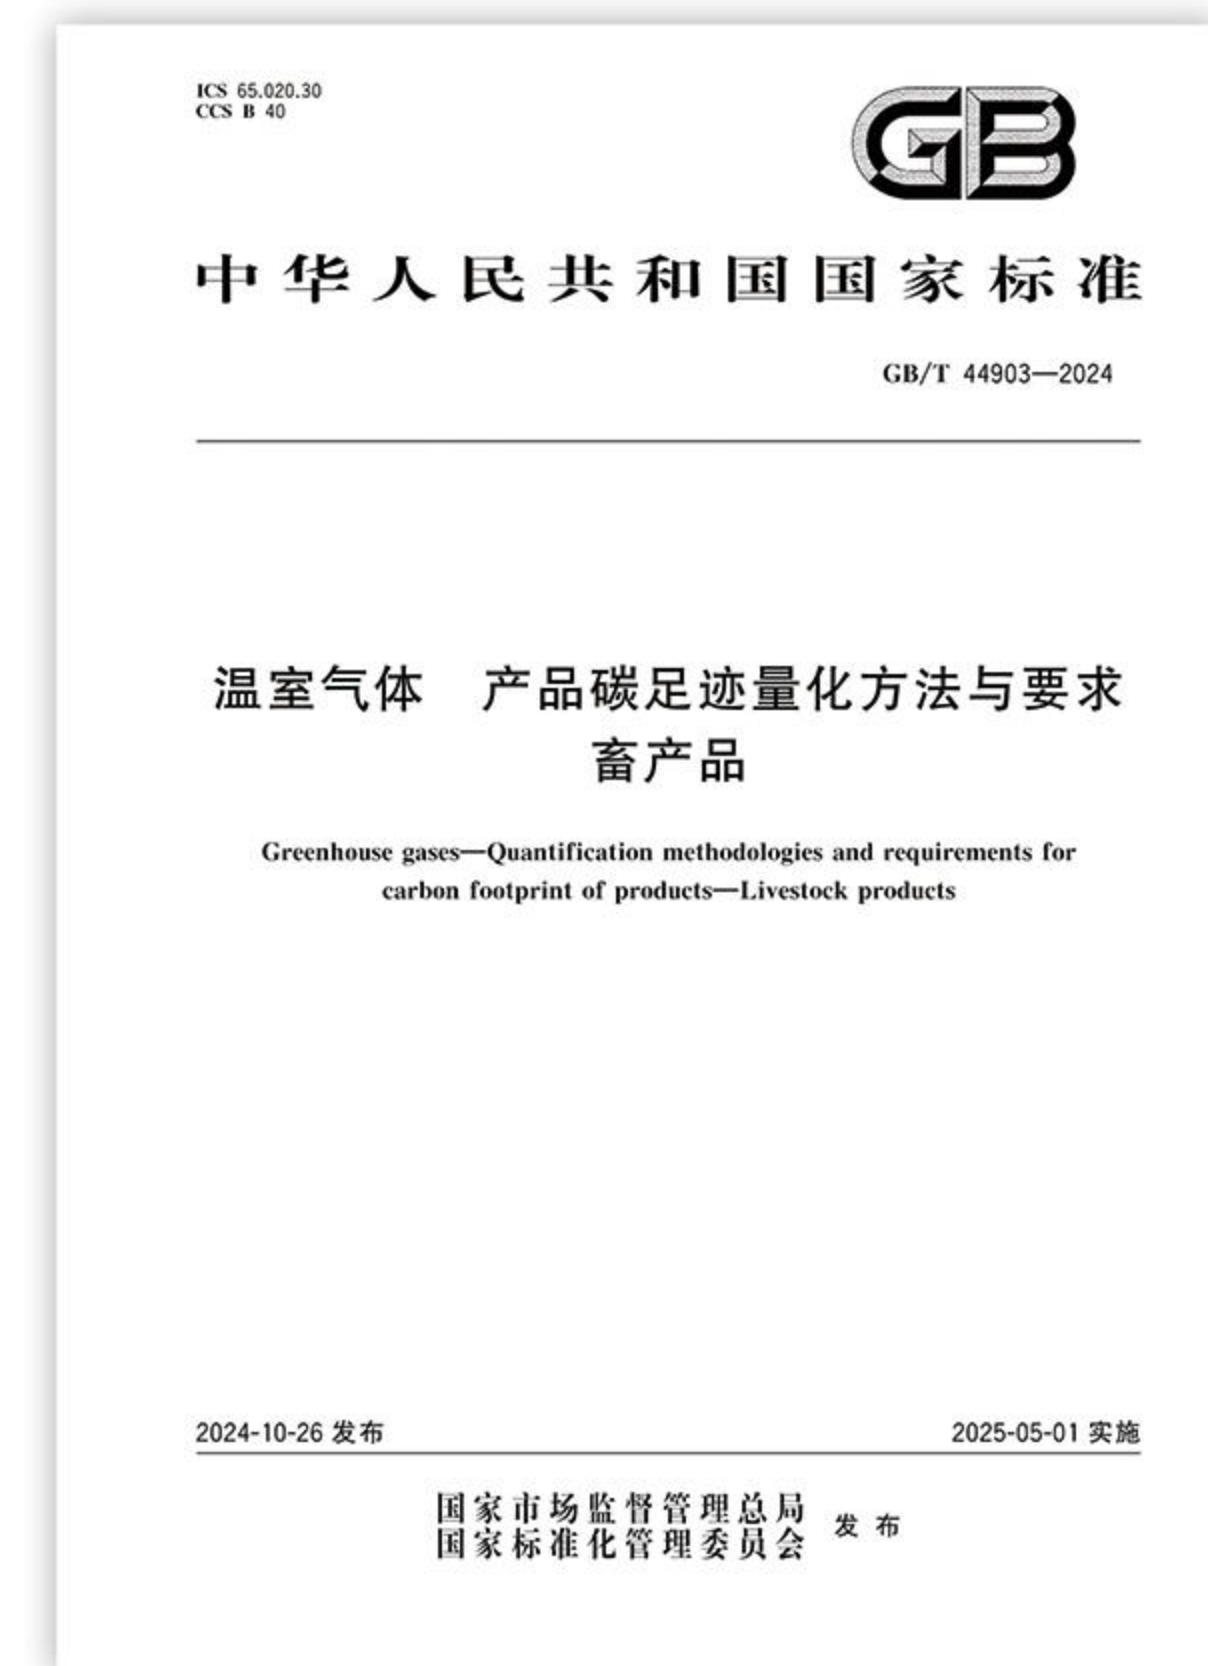 ICS 65.020.30
CCS B 40
GB
中华人民共和国国家标准
GB/T 44903—2024
温室气体 产品碳足迹量化方法与要求
畜产品
Greenhouse gases—Quantification methodologies and requirements for
carbon footprint of products—Livestock products
2024-10-26 发布
2025-05-01 实施
国家市场监督管理总局
国家标准化管理委员会
发布